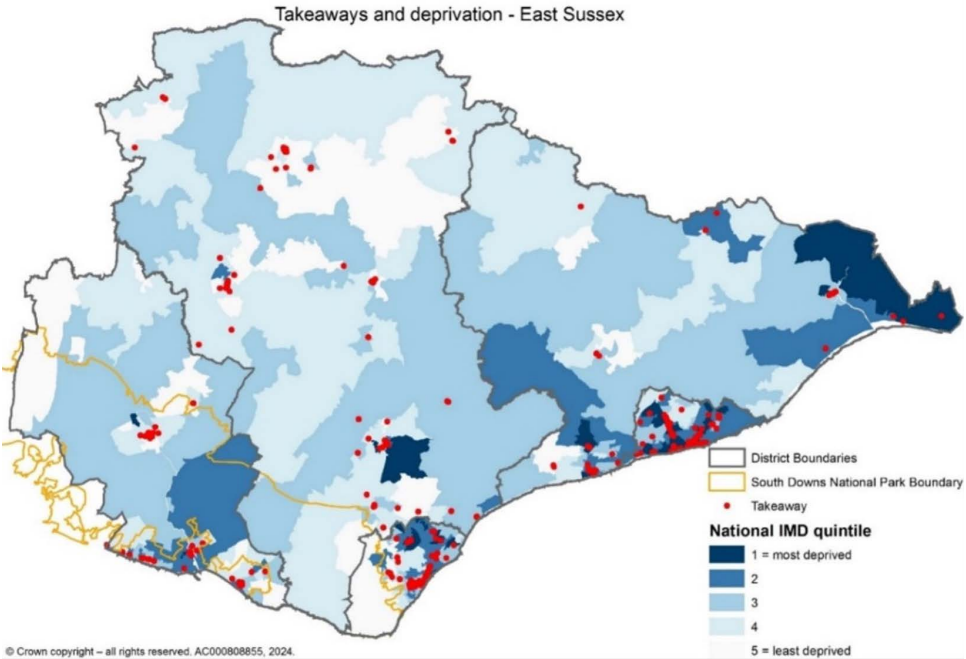 Takeaways and deprivation - East Sussex
District Boundaries
South Downs National Park Boundary
Takeaway
National IMD quintile
1 = most deprived
2
3
4
5 = least deprived
© Crown copyright – all rights reserved. AC000808855, 2024.